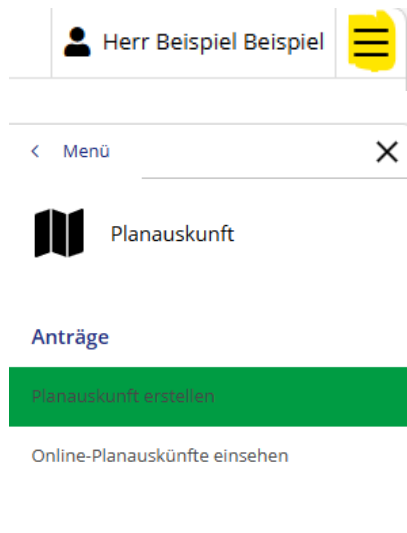 Herr Beispiel Beispiel
Menü
Planauskunft
Anträge
Planauskunft erstellen
Online-Planauskünfte einsehen